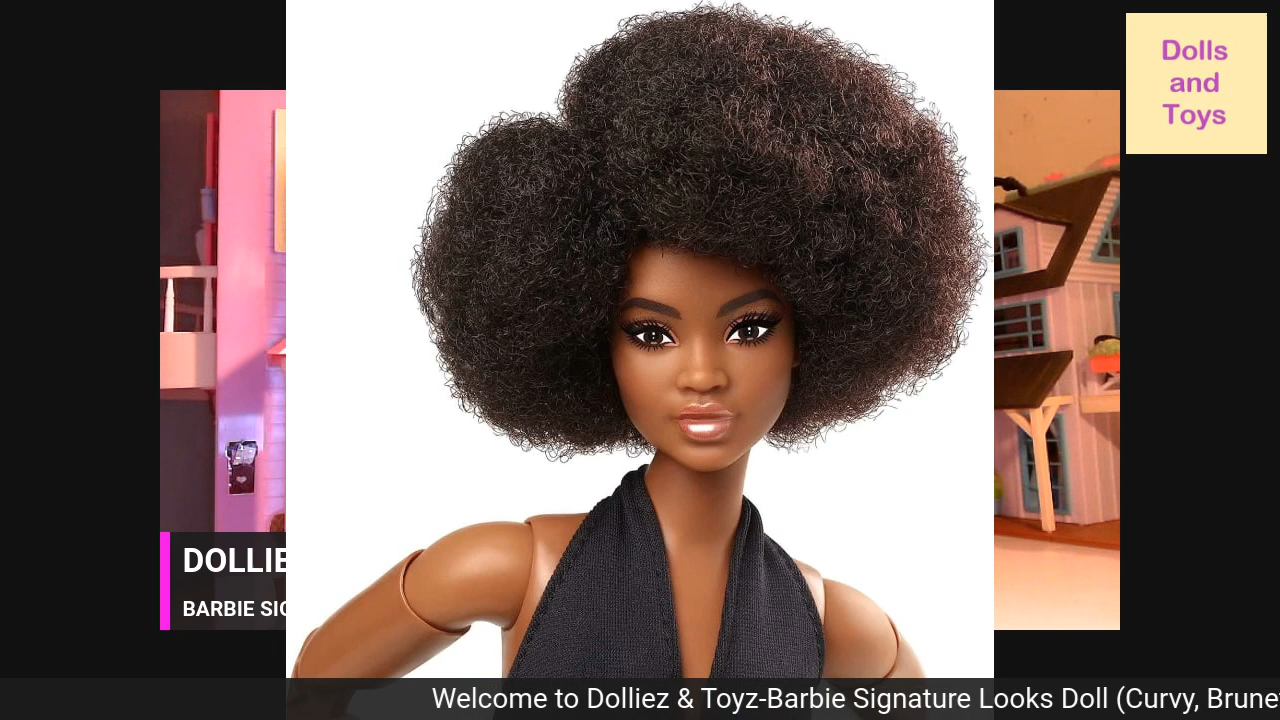 Dolls
and
Toys
DOLLIE
BARBIE SIG
Welcome to Dolliez & Toyz-Barbie Signature Looks Doll (Curvy, Brune